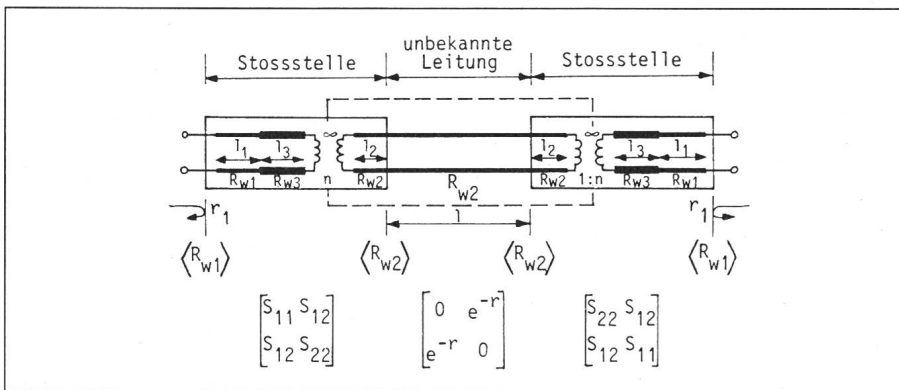 Stossstelle unbekannte Leitung Stossstelle
∞ ∞
l1 l3 l2 l2 l3 l1
Rw1 Rw3 n Rw2 Rw2 Rw2 1:n Rw3 Rw1
r1 l r1
⟨Rw1⟩ ⟨Rw2⟩ ⟨Rw2⟩ ⟨Rw1⟩
[S11 S12] [0 e^-r] [S22 S12]
[S12 S22] [e^-r 0] [S12 S11]